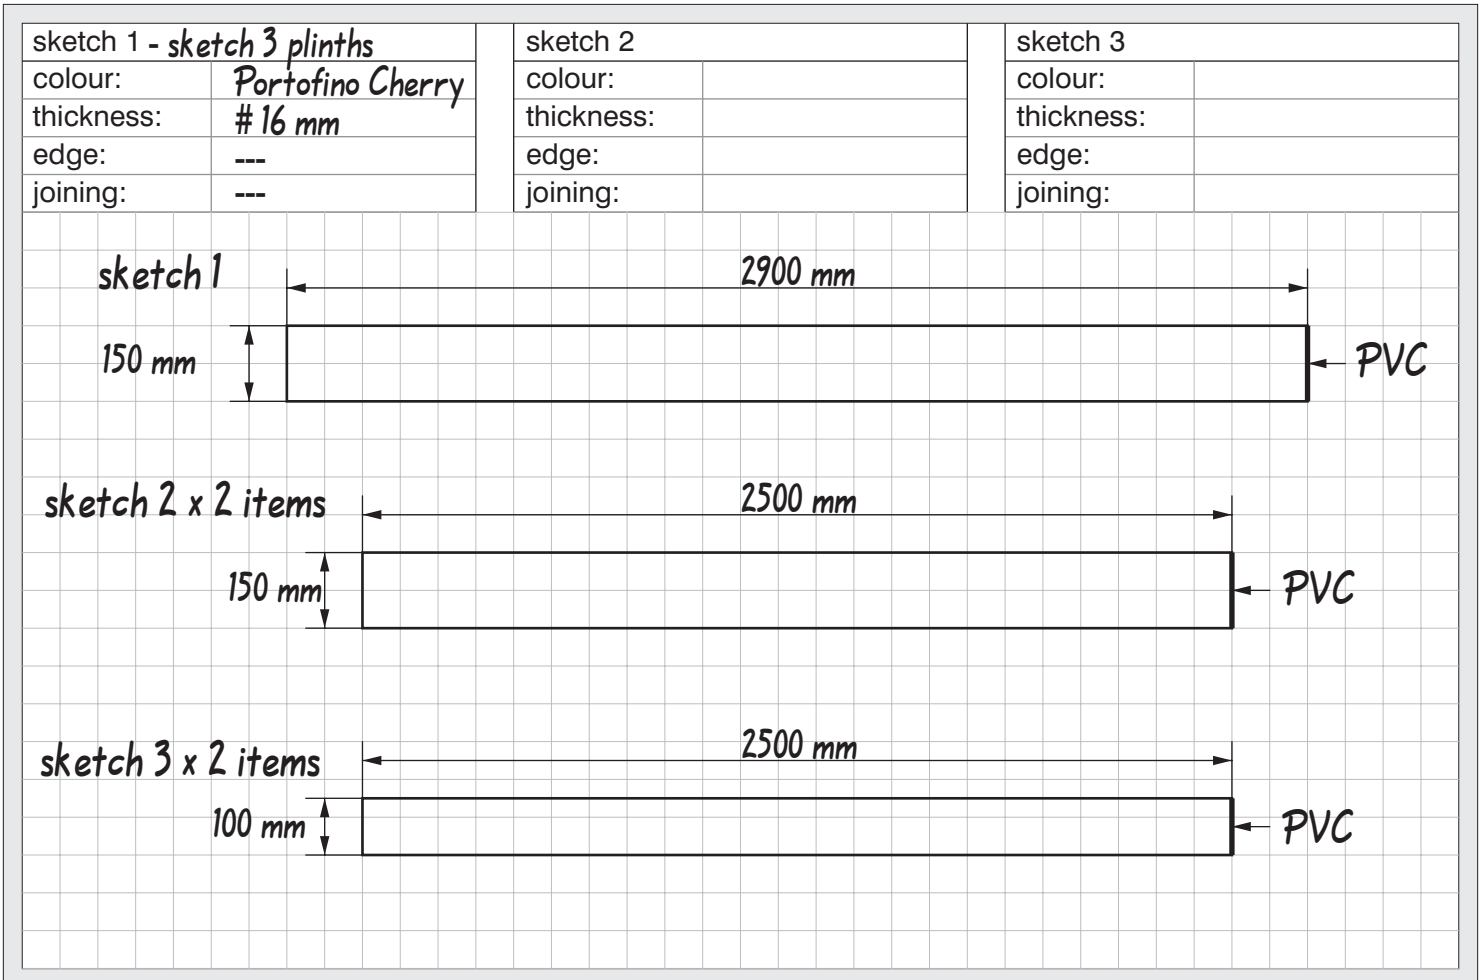 sketch 1 - sketch 3 plinths
colour: Portofino Cherry
thickness: # 16 mm
edge: ---
joining: ---
sketch 2
colour:
thickness:
edge:
joining:
sketch 3
colour:
thickness:
edge:
joining:
sketch 1
2900 mm
150 mm
PVC
sketch 2 x 2 items
2500 mm
150 mm
PVC
sketch 3 x 2 items
2500 mm
100 mm
PVC